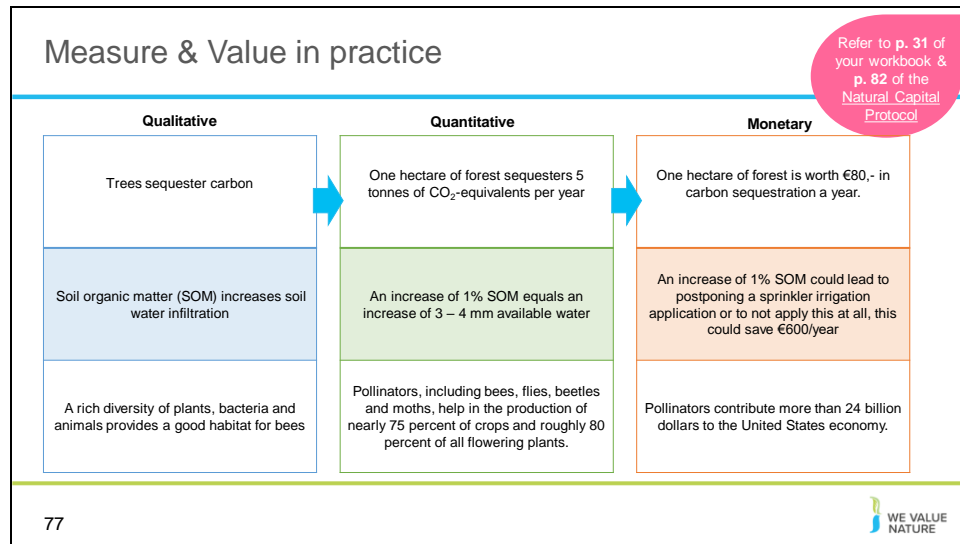 Measure & Value in practice
Refer to p. 31 of
your workbook &
p. 82 of the
Natural Capital
Protocol
Qualitative
Quantitative
Monetary
Trees sequester carbon
One hectare of forest sequesters 5
tonnes of CO₂-equivalents per year
One hectare of forest is worth €80,- in
carbon sequestration a year.
Soil organic matter (SOM) increases soil
water infiltration
An increase of 1% SOM equals an
increase of 3 – 4 mm available water
An increase of 1% SOM could lead to
postponing a sprinkler irrigation
application or to not apply this at all, this
could save €600/year
A rich diversity of plants, bacteria and
animals provides a good habitat for bees
Pollinators, including bees, flies, beetles
and moths, help in the production of
nearly 75 percent of crops and roughly 80
percent of all flowering plants.
Pollinators contribute more than 24 billion
dollars to the United States economy.
77
WE VALUE
NATURE